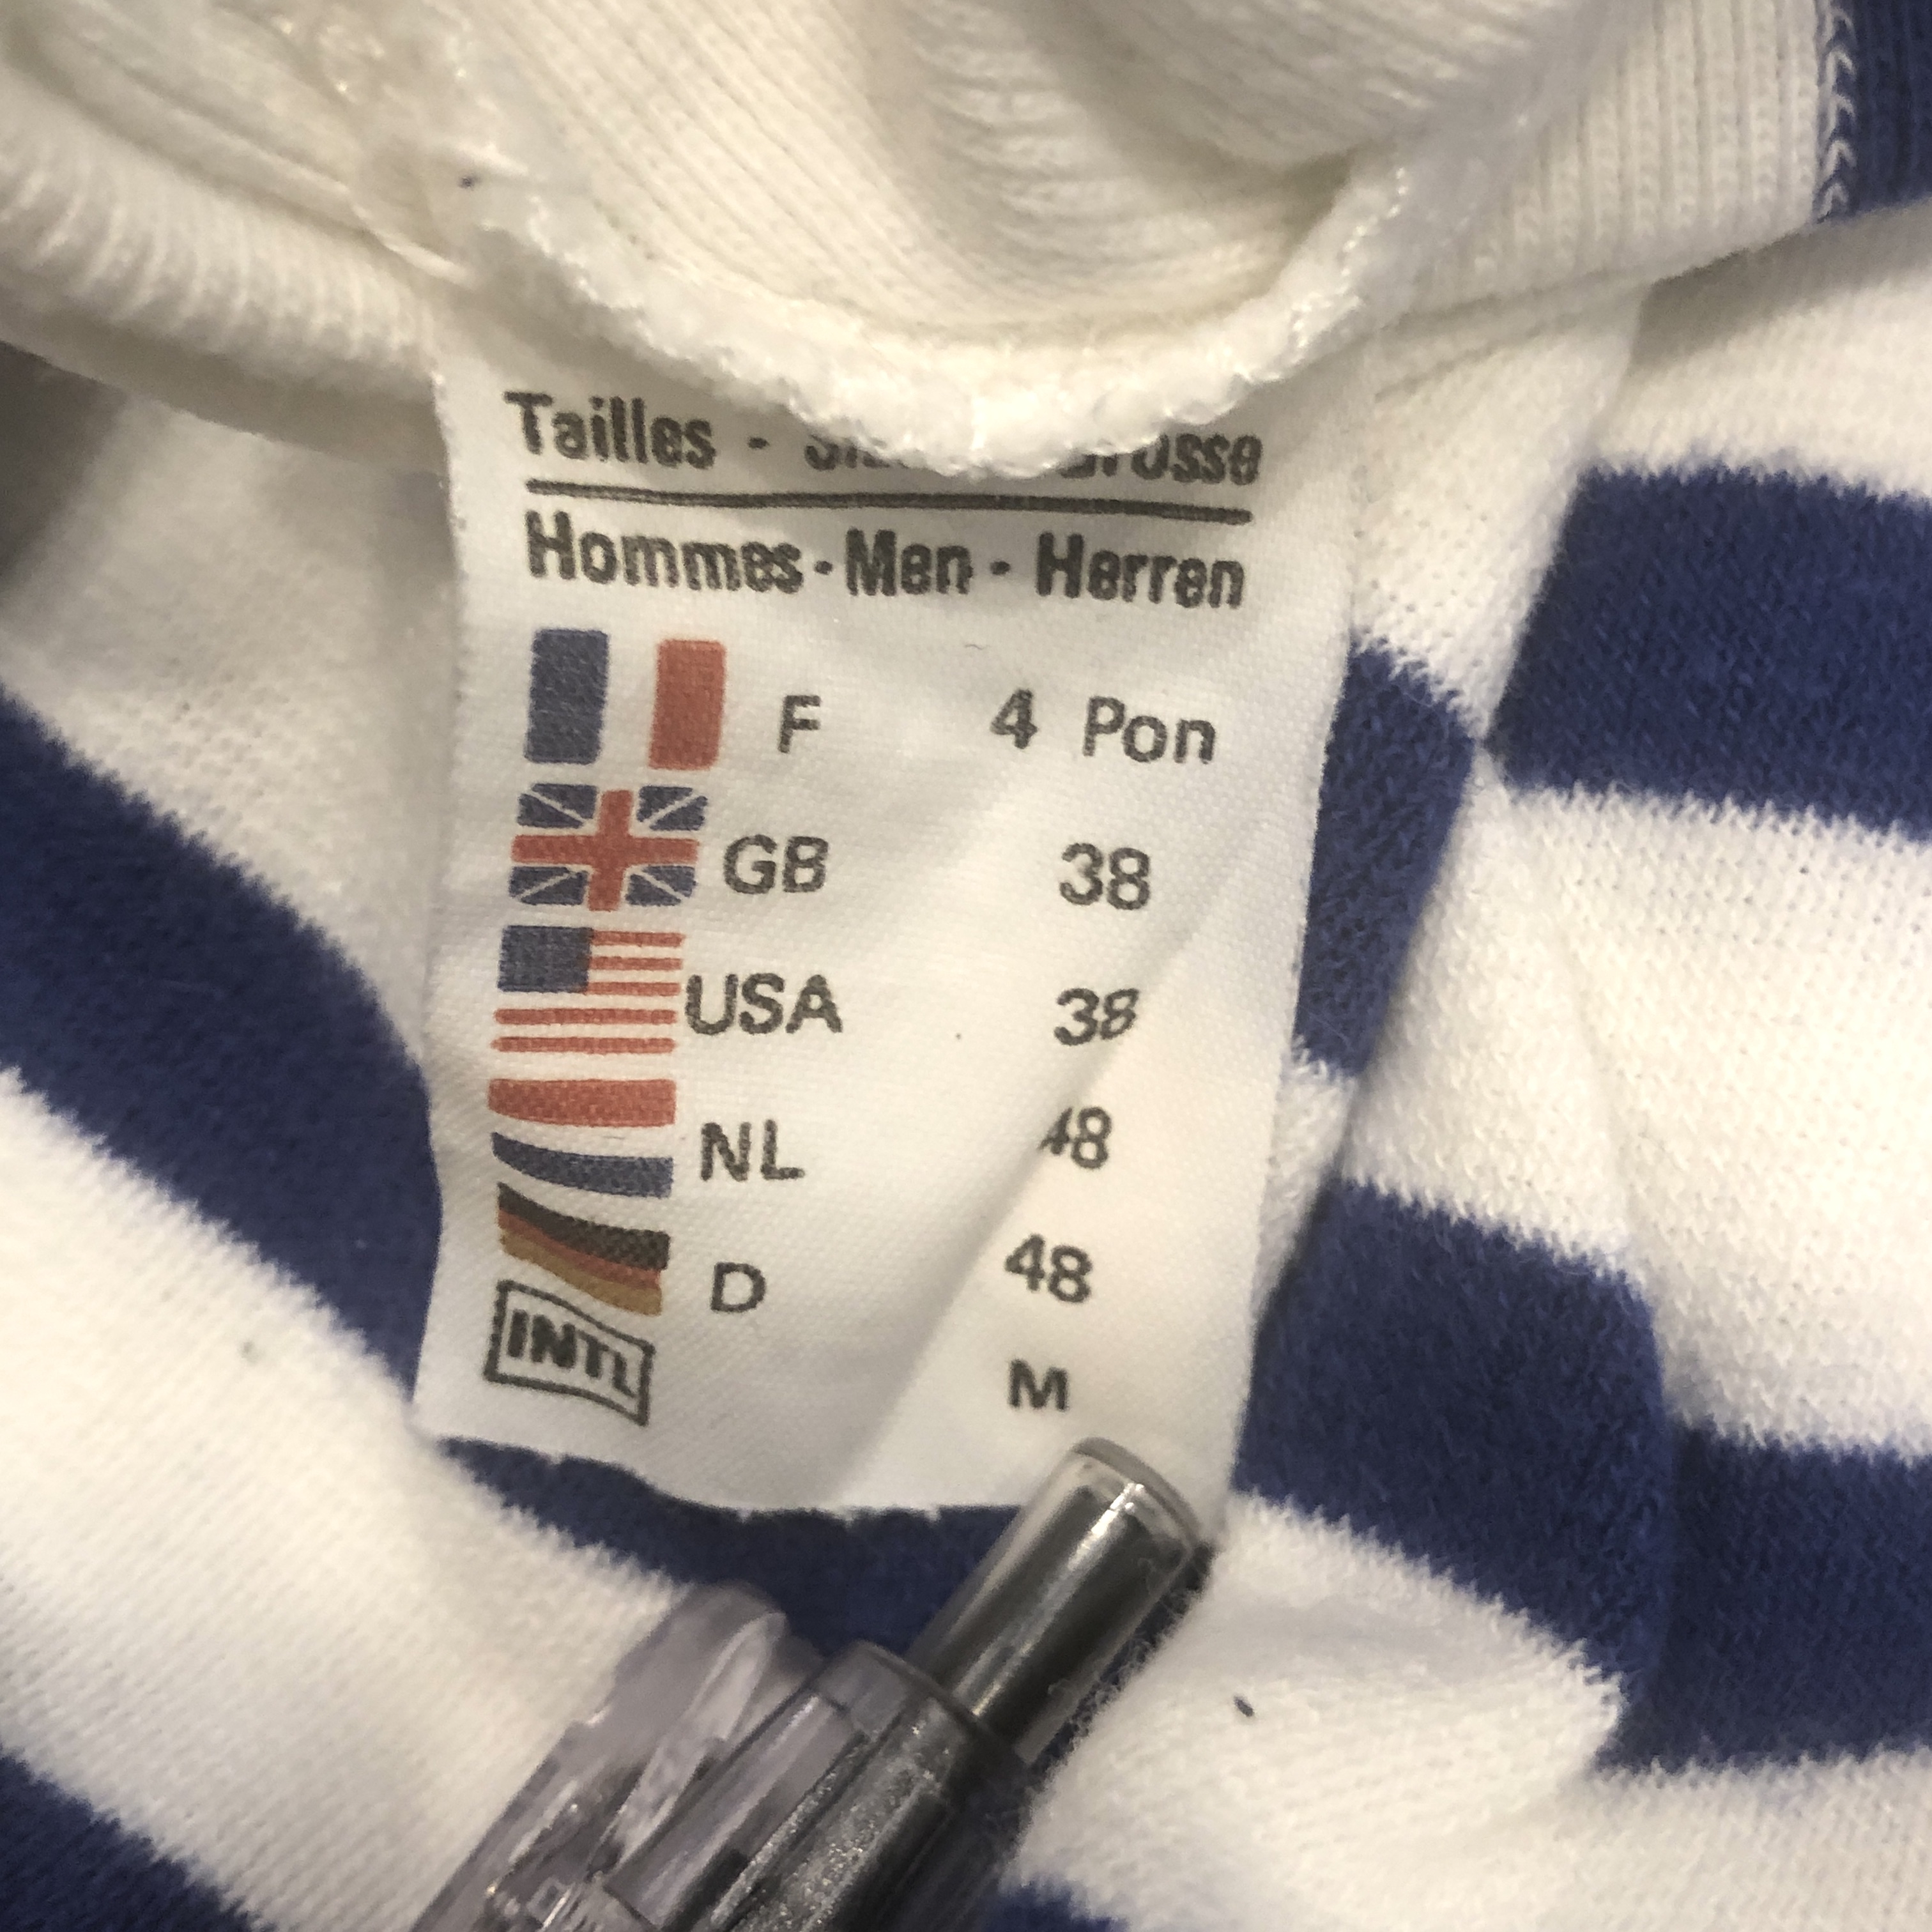 Tailles -
Hommes - Men - Herren
F 4 Pon
GB 38
USA 38
NL 48
D 48
INTL M